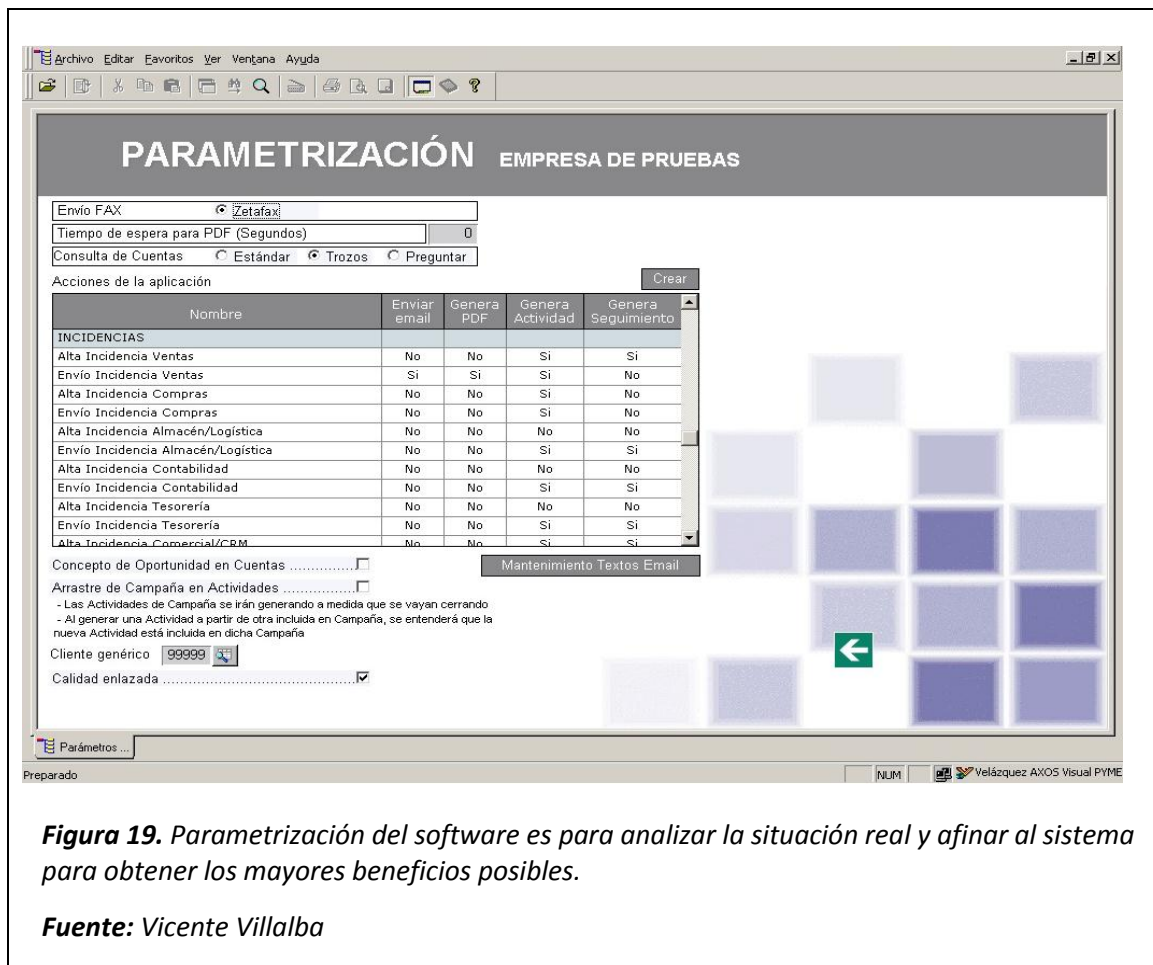 Archivo Editar Favoritos Ver Ventana Ayuda
PARAMETRIZACIÓN EMPRESA DE PRUEBAS
Envío FAX Zetafax
Tiempo de espera para PDF (Segundos) 0
Consulta de Cuentas Estándar Trozos Preguntar
Acciones de la aplicación Crear
Nombre Enviar email Genera PDF Genera Actividad Genera Seguimiento
INCIDENCIAS
Alta Incidencia Ventas No No Si Si
Envío Incidencia Ventas Si Si Si No
Alta Incidencia Compras No No Si No
Envío Incidencia Compras No No Si No
Alta Incidencia Almacén/Logística No No No No
Envío Incidencia Almacén/Logística No No Si Si
Alta Incidencia Contabilidad No No No No
Envío Incidencia Contabilidad No No Si Si
Alta Incidencia Tesorería No No No No
Envío Incidencia Tesorería No No Si Si
Alta Incidencia Comercial/CRM No No Si Si
Concepto de Oportunidad en Cuentas ............... Mantenimiento Textos Email
Arrastre de Campaña en Actividades .................
- Las Actividades de Campaña se irán generando a medida que se vayan cerrando
- Al generar una Actividad a partir de otra incluida en Campaña, se entenderá que la
nueva Actividad está incluida en dicha Campaña
Cliente genérico 99999
Calidad enlazada .............................................
Parámetros ...
Preparado NUM Velázquez AXOS Visual PYME
Figura 19. Parametrización del software es para analizar la situación real y afinar al sistema
para obtener los mayores beneficios posibles.
Fuente: Vicente Villalba